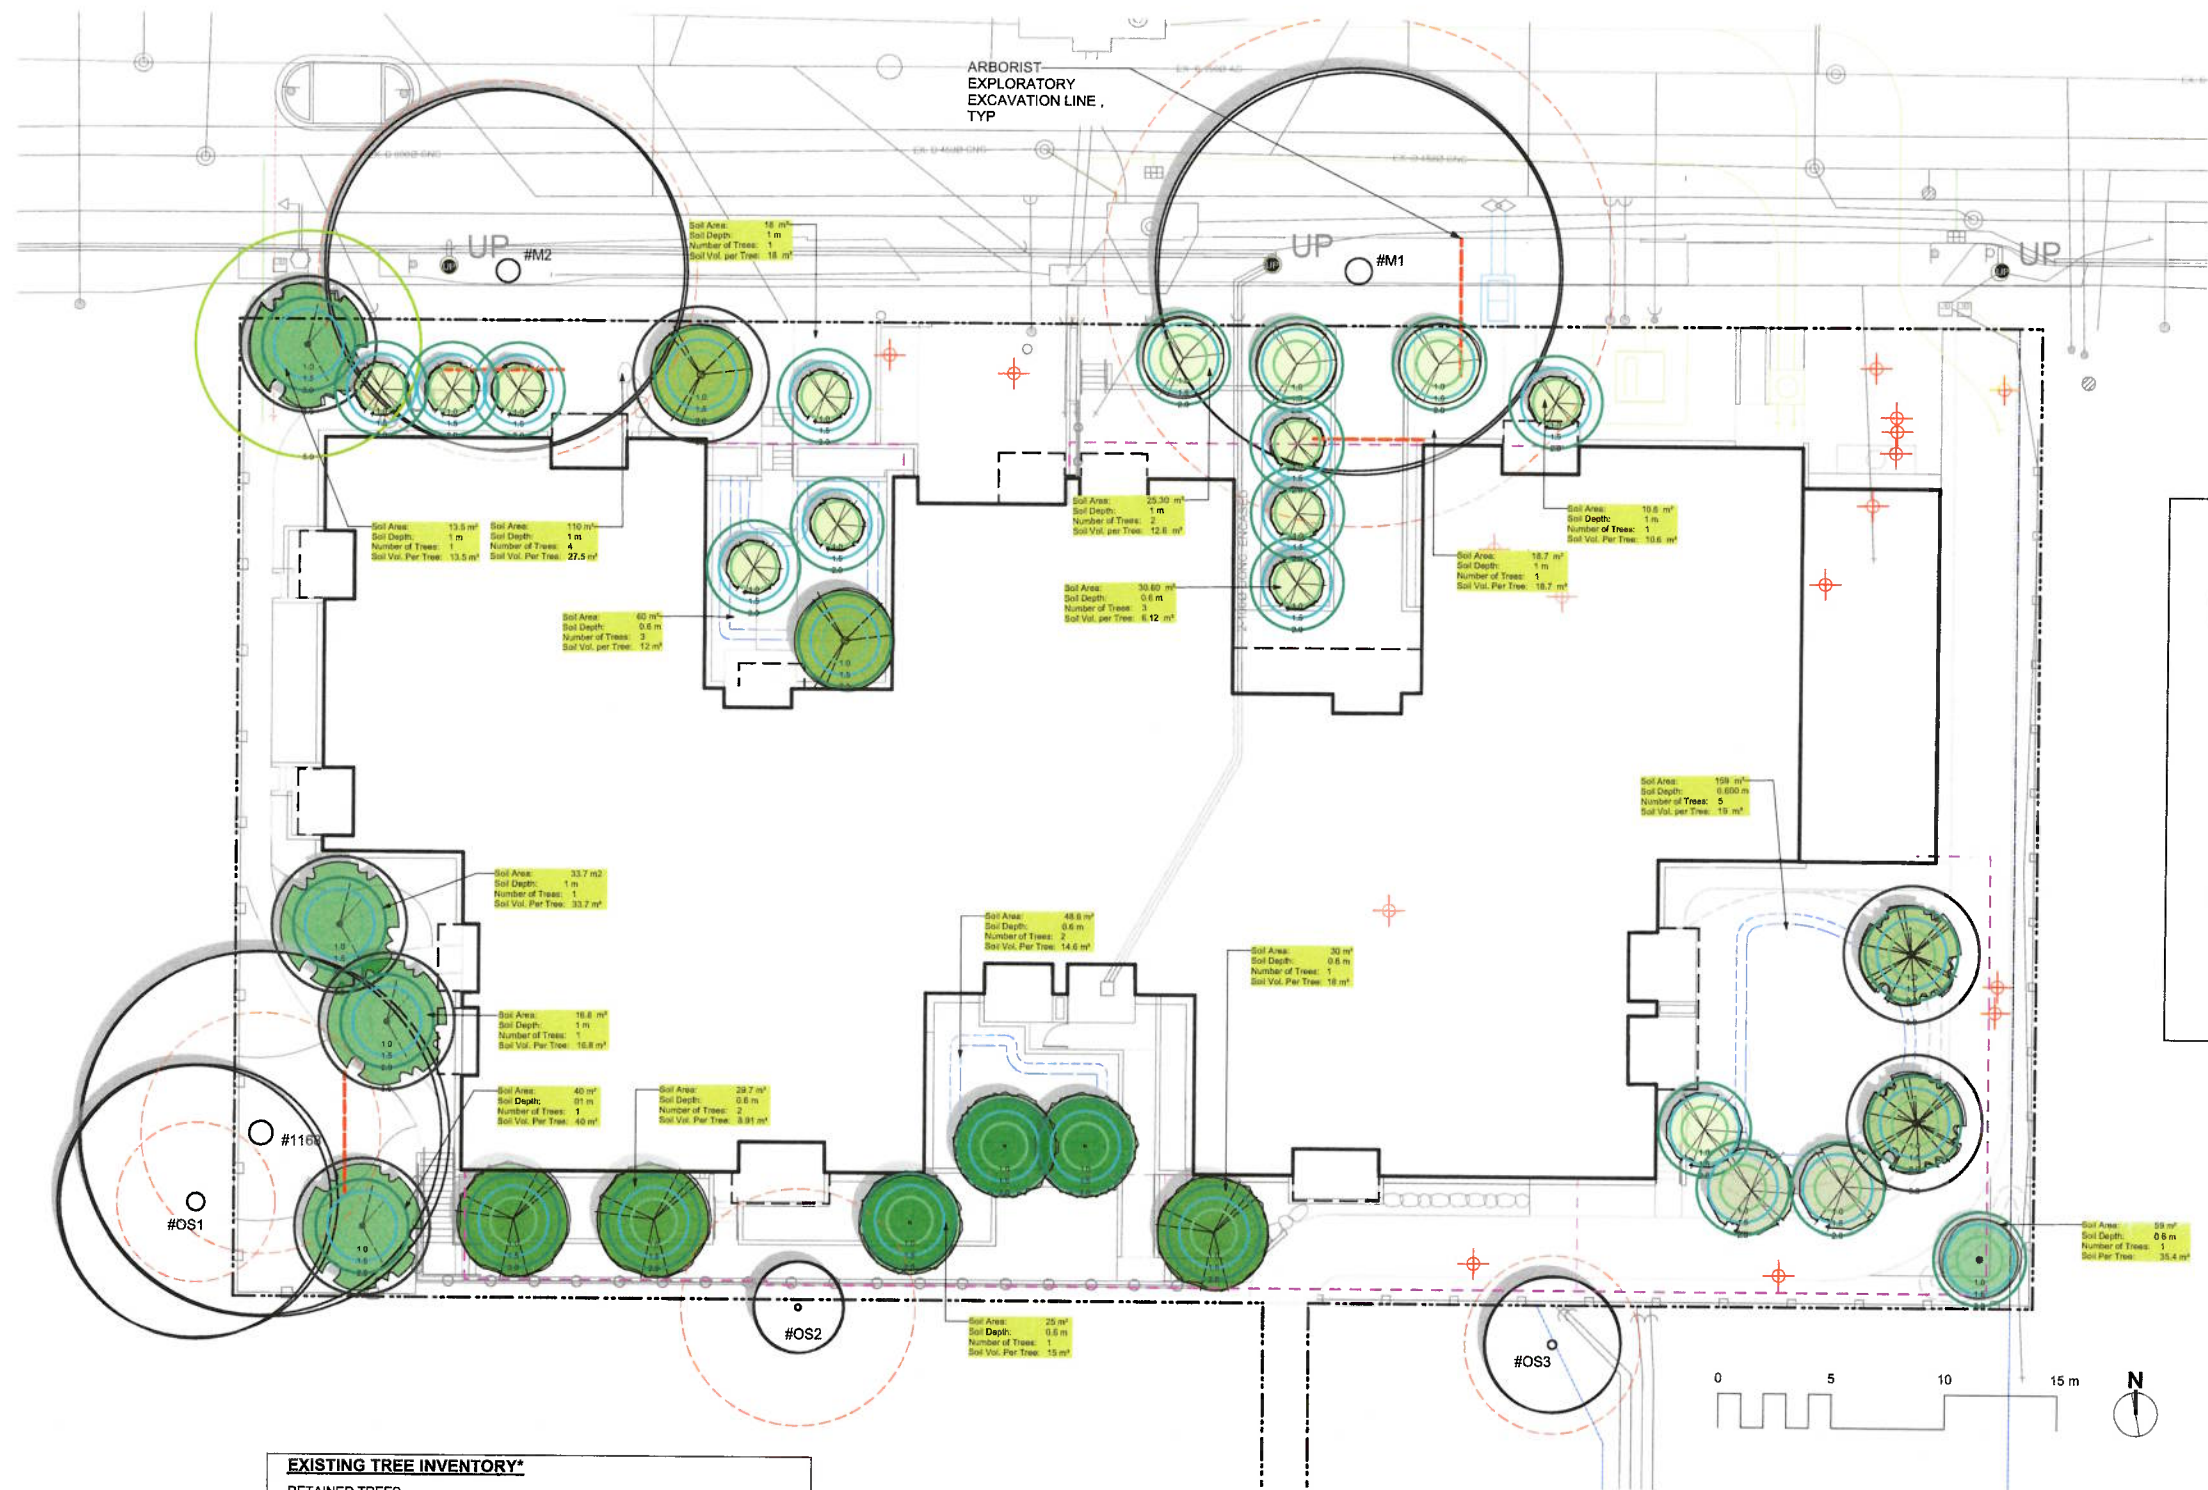 ARBORIST
EXPLORATORY
EXCAVATION LINE ,
TYP
UP
#M2
UP
UP
#M1
UP
UP
UP
P
P
P
Soil Area: 18 m²
Soil Depth: 1 m
Number of Trees: 1
Soil Vol. per Tree: 18 m³
Soil Area: 13.5 m²
Soil Depth: 1 m
Number of Trees: 1
Soil Vol. Per Tree: 13.5 m³
Soil Area: 110 m²
Soil Depth: 1 m
Number of Trees: 4
Soil Vol. Per Tree: 27.5 m³
Soil Area: 25.30 m²
Soil Depth: 1 m
Number of Trees: 2
Soil Vol. per Tree: 12.6 m³
Soil Area: 10.6 m²
Soil Depth: 1 m
Number of Trees: 1
Soil Vol. Per Tree: 10.6 m³
Soil Area: 18.7 m²
Soil Depth: 1 m
Number of Trees: 1
Soil Vol. Per Tree: 18.7 m³
Soil Area: 30.60 m²
Soil Depth: 0.6 m
Number of Trees: 3
Soil Vol. per Tree: 6.12 m³
Soil Area: 60 m²
Soil Depth: 0.6 m
Number of Trees: 3
Soil Vol. per Tree: 12 m³
Soil Area: 159 m²
Soil Depth: 0.600 m
Number of Trees: 5
Soil Vol. per Tree: 19 m³
Soil Area: 33.7 m2
Soil Depth: 1 m
Number of Trees: 1
Soil Vol. Per Tree: 33.7 m³
Soil Area: 48.6 m²
Soil Depth: 0.6 m
Number of Trees: 2
Soil Vol. Per Tree: 14.6 m³
Soil Area: 30 m²
Soil Depth: 0.6 m
Number of Trees: 1
Soil Vol. Per Tree: 18 m³
Soil Area: 16.8 m²
Soil Depth: 1 m
Number of Trees: 1
Soil Vol. Per Tree: 16.8 m³
Soil Area: 40 m²
Soil Depth: 01 m
Number of Trees: 1
Soil Vol. Per Tree: 40 m³
Soil Area: 29.7 m²
Soil Depth: 0.6 m
Number of Trees: 2
Soil Vol. Per Tree: 8.91 m³
#1168
#OS1
Soil Area: 59 m²
Soil Depth: 0.6 m
Number of Trees: 1
Soil Per Tree: 35.4 m³
#OS2
Soil Area: 25 m²
Soil Depth: 0.6 m
Number of Trees: 1
Soil Vol. Per Tree: 15 m³
#OS3
0 5 10 15 m
N
EXISTING TREE INVENTORY*
RETAINED TREES